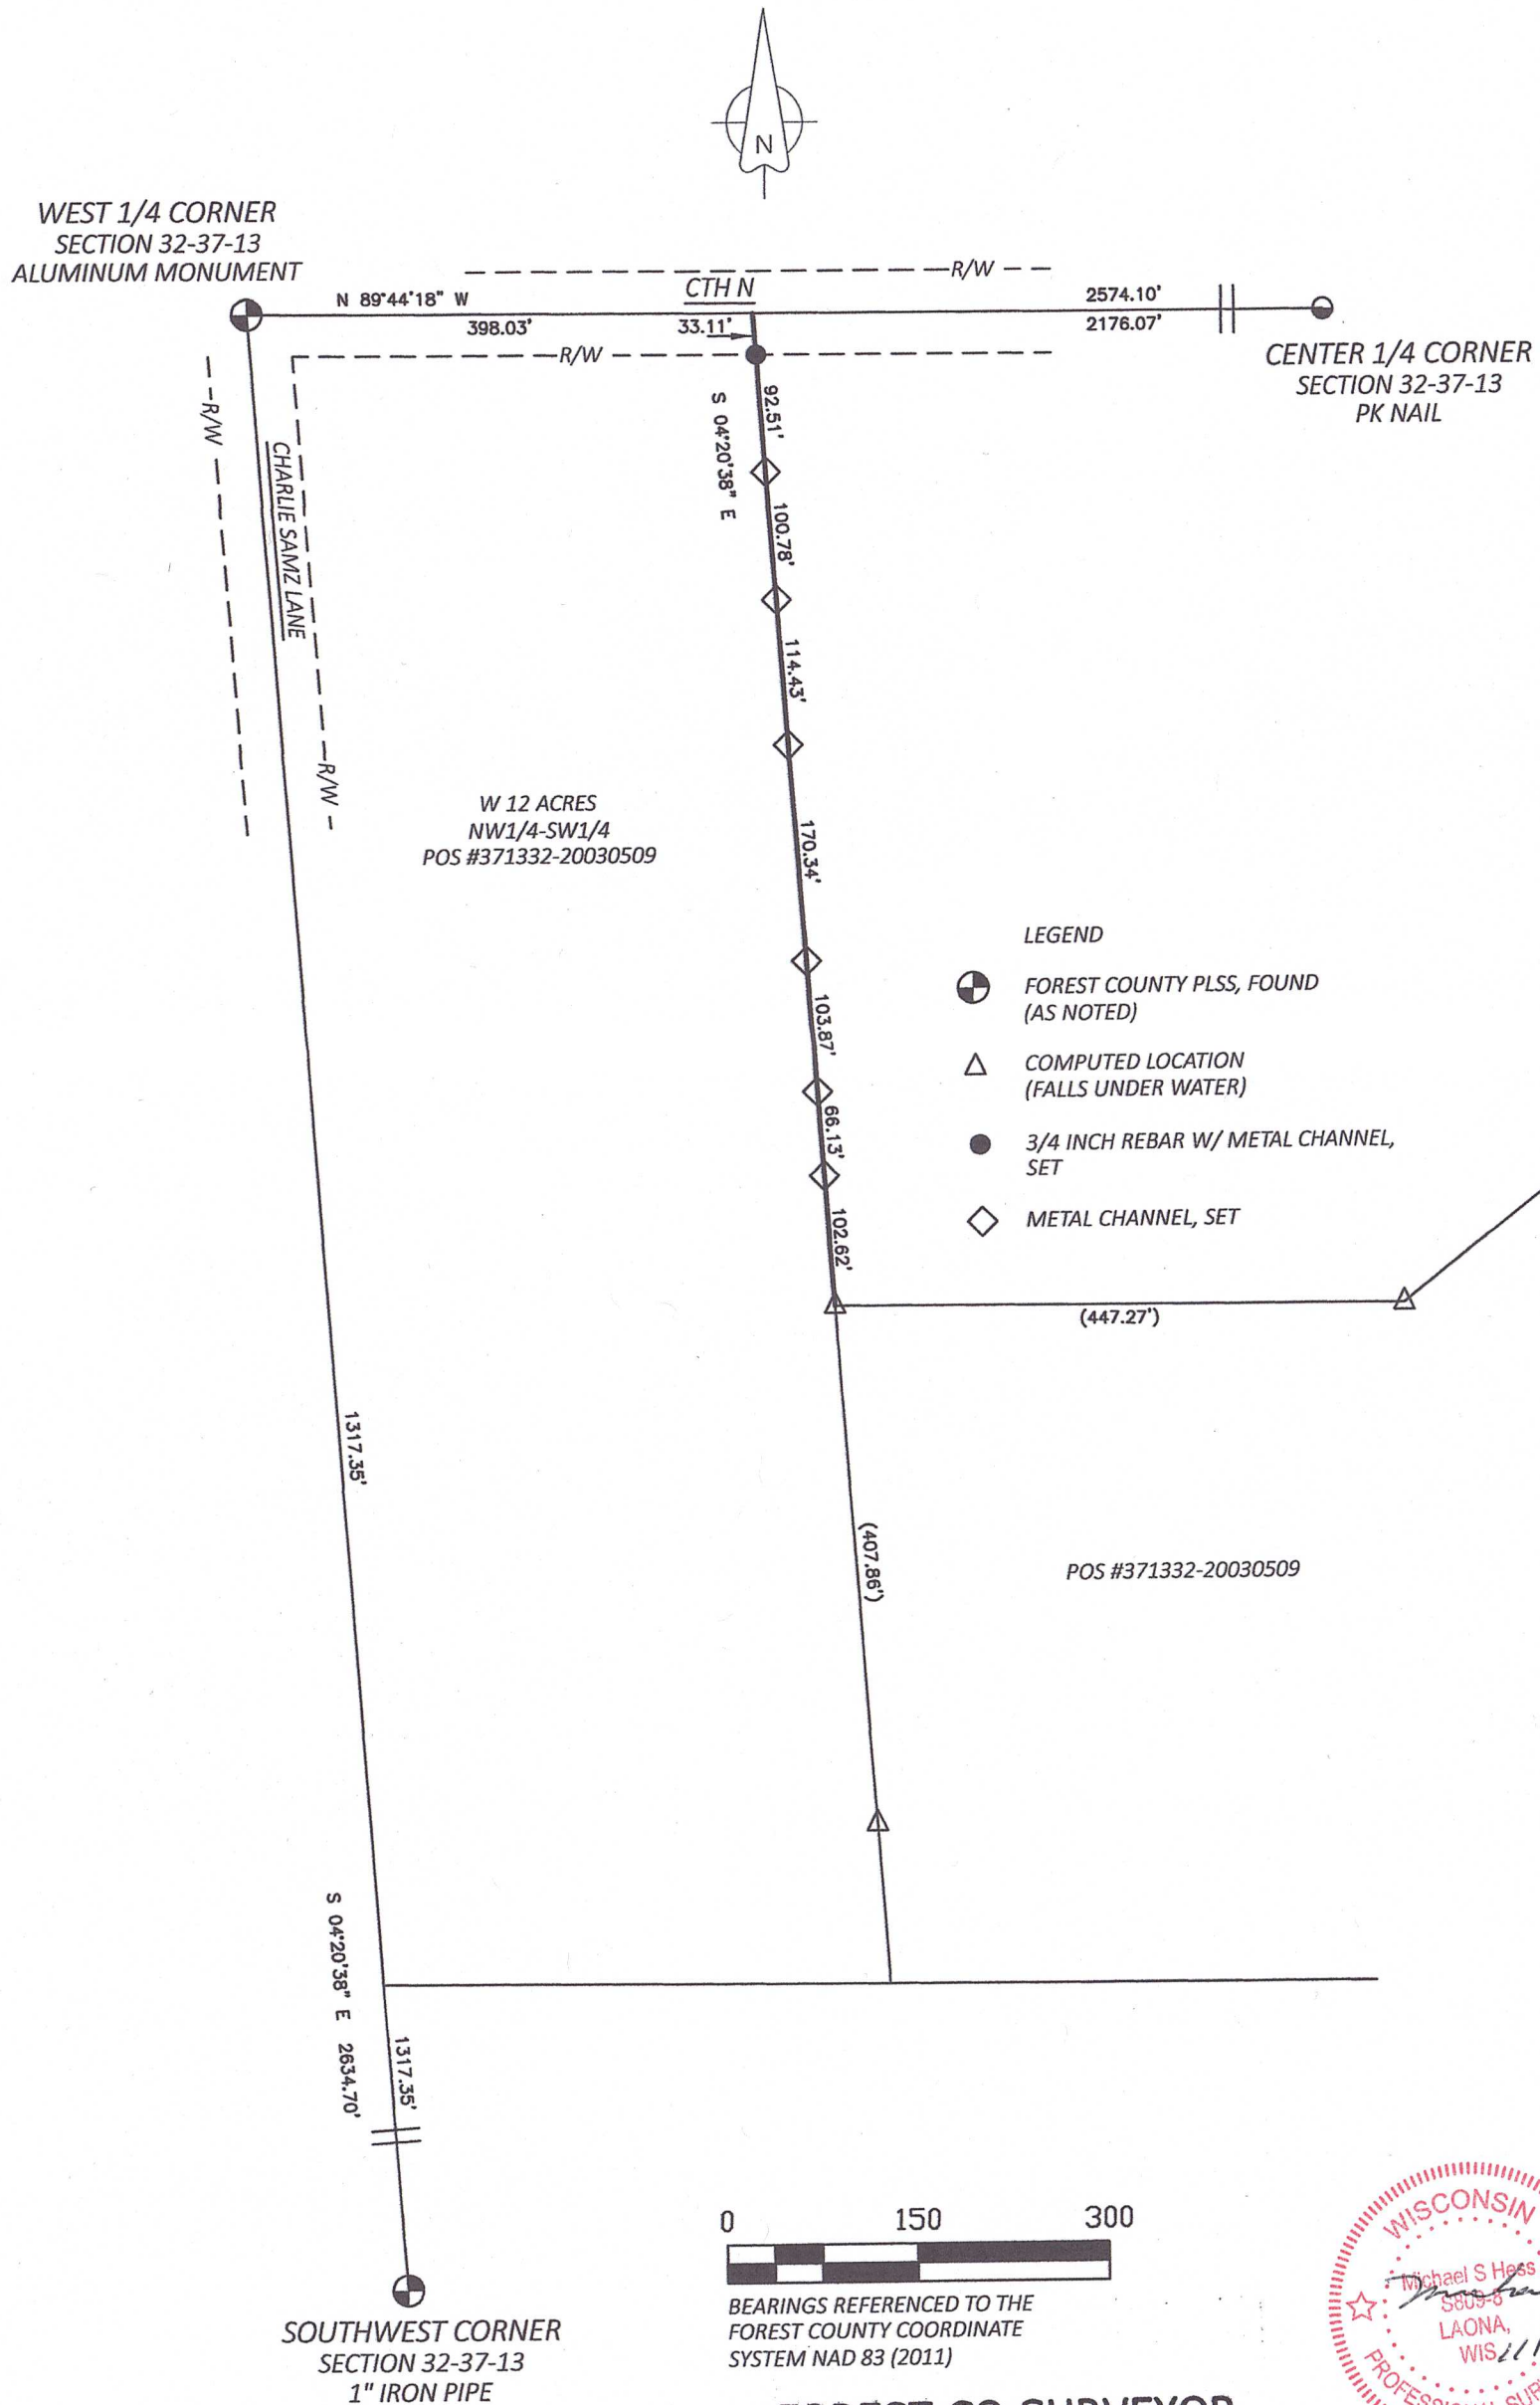 N
WEST 1/4 CORNER
SECTION 32-37-13
ALUMINUM MONUMENT
R/W
CTH N
N 89°44'18" W
2574.10'
398.03'
33.11'
2176.07'
R/W
CENTER 1/4 CORNER
SECTION 32-37-13
PK NAIL
R/W
CHARLIE SAMZ LANE
R/W
S 04°20'38" E
92.51'
100.78'
114.43'
170.34'
103.87'
66.13'
102.62'
W 12 ACRES
NW1/4-SW1/4
POS #371332-20030509
LEGEND
FOREST COUNTY PLSS, FOUND
(AS NOTED)
COMPUTED LOCATION
(FALLS UNDER WATER)
3/4 INCH REBAR W/ METAL CHANNEL,
SET
METAL CHANNEL, SET
(447.27')
1317.35'
(407.86')
POS #371332-20030509
S 04°20'38" E 2634.70'
1317.35'
0 150 300
BEARINGS REFERENCED TO THE
FOREST COUNTY COORDINATE
SYSTEM NAD 83 (2011)
SOUTHWEST CORNER
SECTION 32-37-13
1" IRON PIPE
WISCONSIN
Michael S Hess
S809-8
LAONA,
WIS